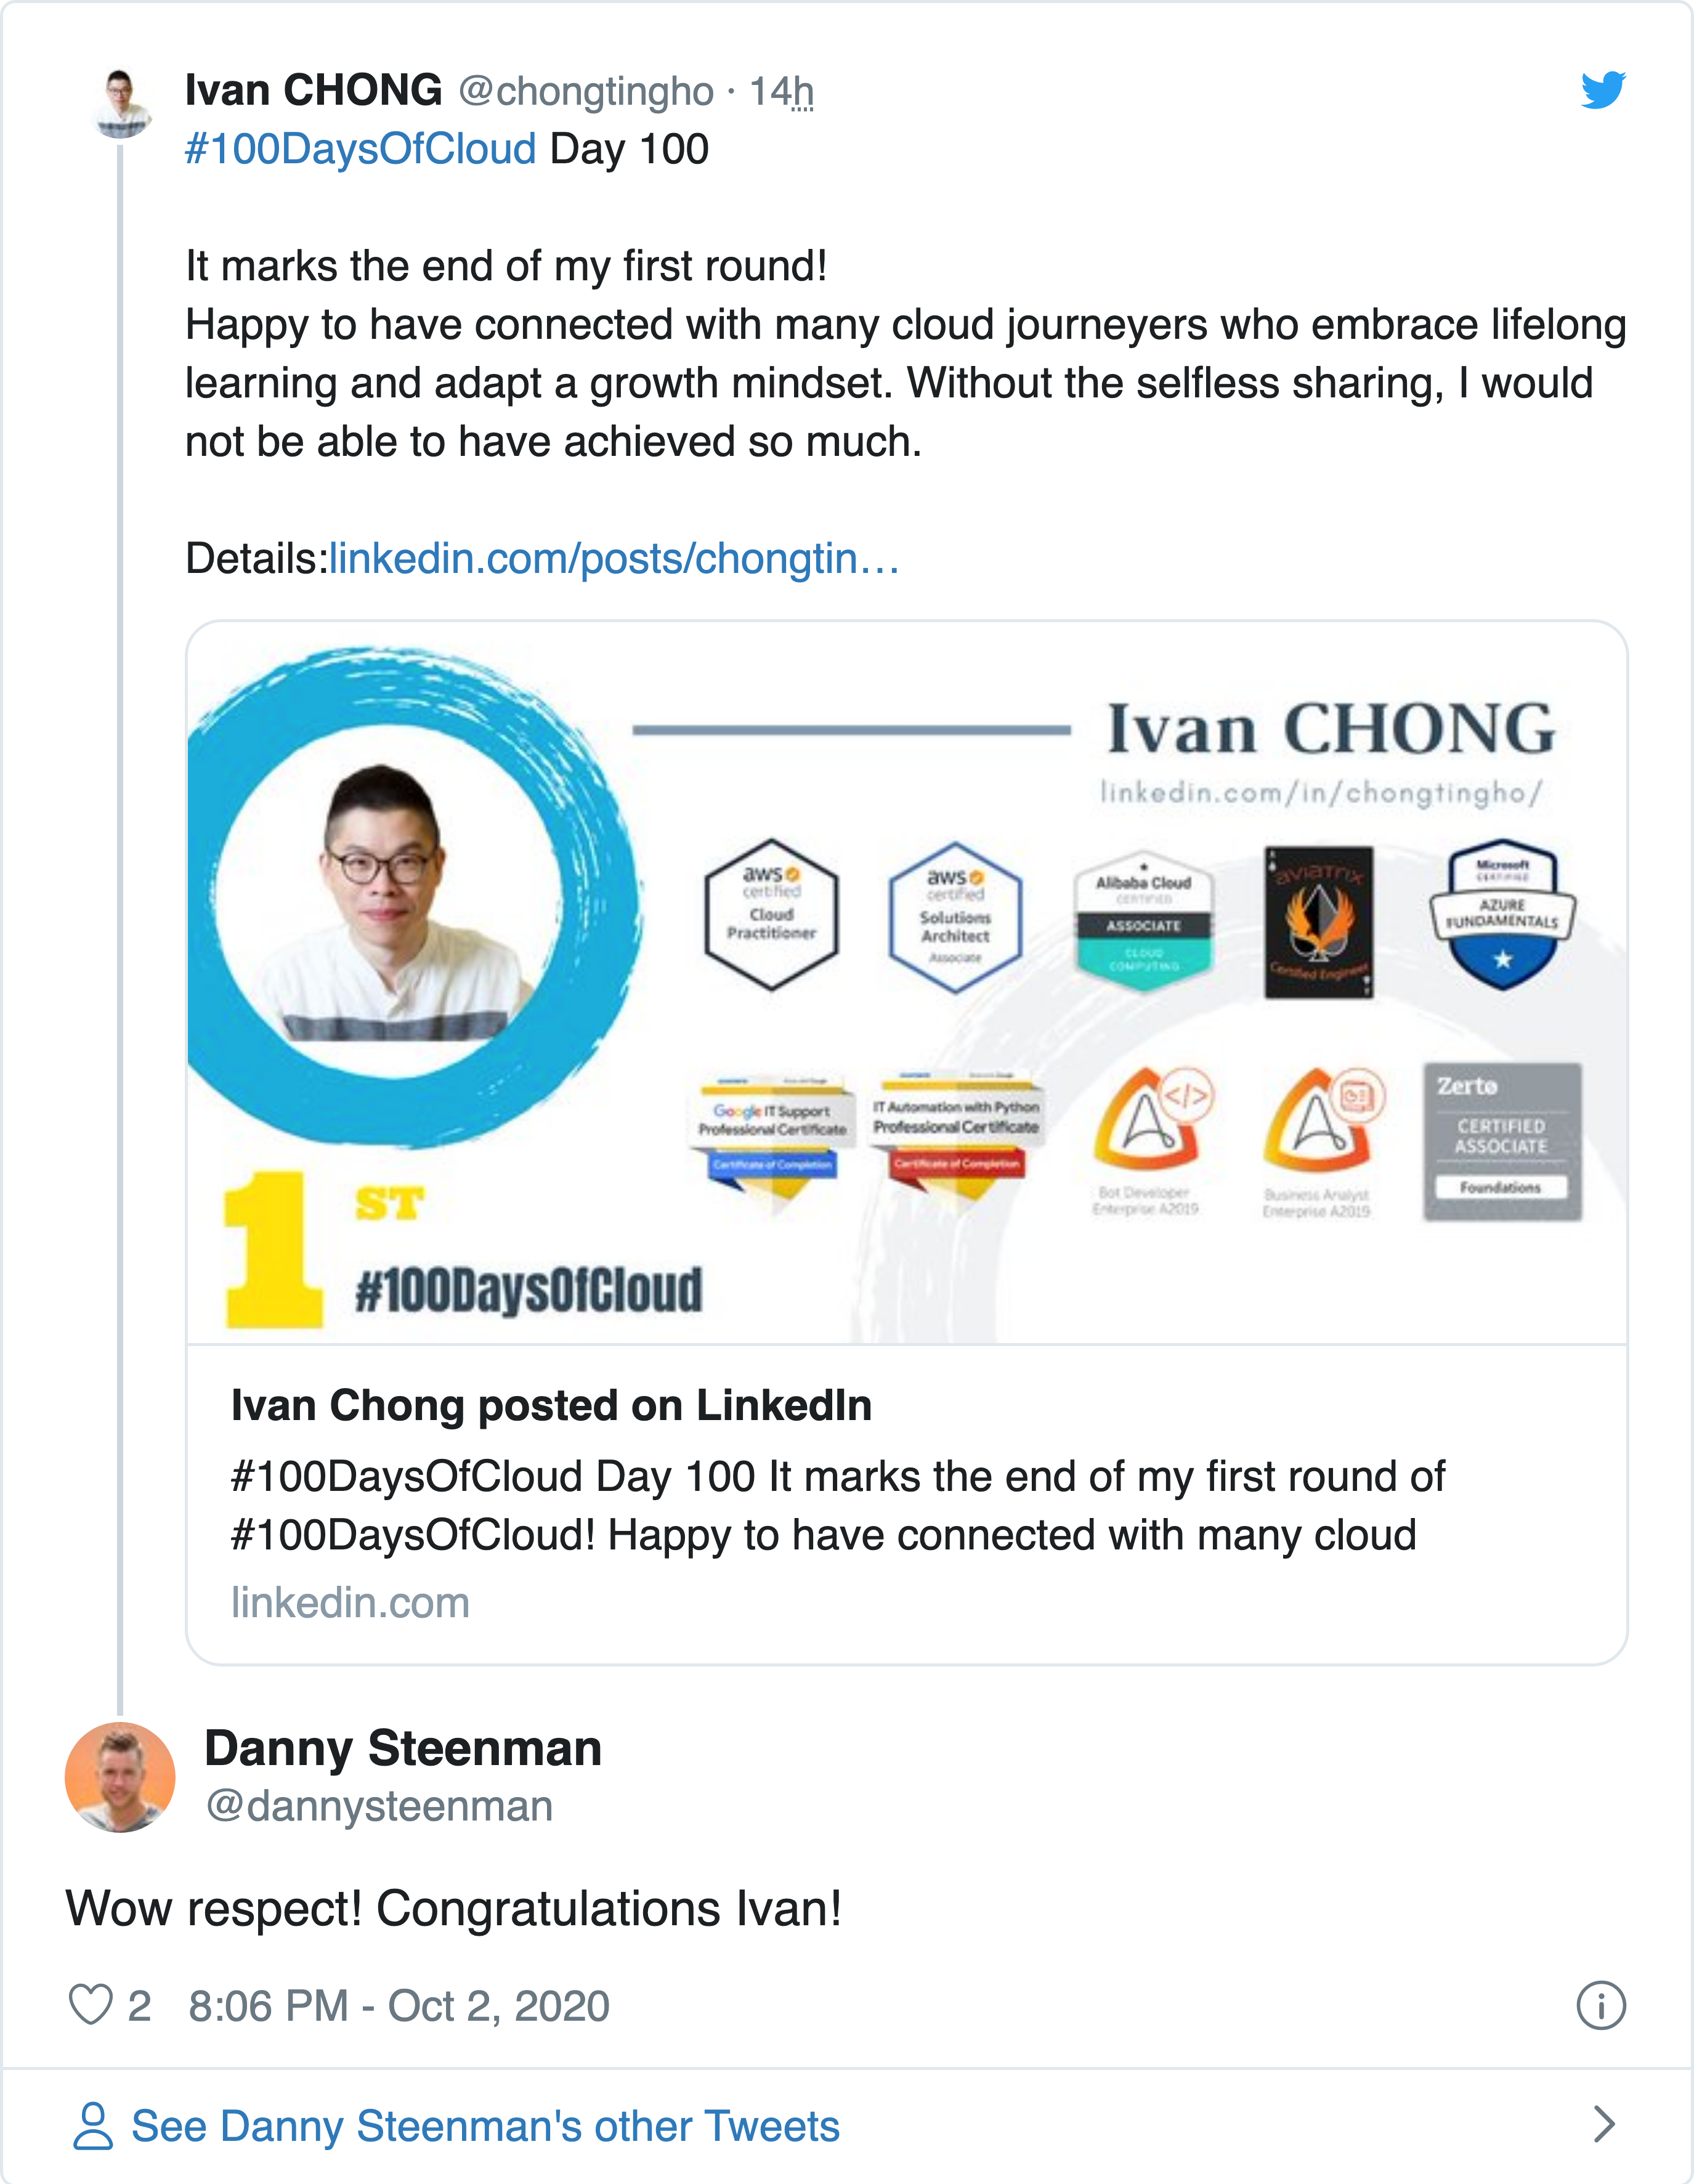 Ivan CHONG @chongtingho · 14h
#100DaysOfCloud Day 100
It marks the end of my first round!
Happy to have connected with many cloud journeyers who embrace lifelong
learning and adapt a growth mindset. Without the selfless sharing, I would
not be able to have achieved so much.
Details:linkedin.com/posts/chongtin…
Ivan CHONG
linkedin.com/in/chongtingho/
aws
certified
Cloud
Practitioner
aws
certified
Solutions
Architect
Associate
Alibaba Cloud
CERTIFIED
ASSOCIATE
CLOUD
COMPUTING
aviatrix
Certified Engineer
Microsoft
CERTIFIED
AZURE
FUNDAMENTALS
Google IT Support
Professional Certificate
Certificate of Completion
IT Automation with Python
Professional Certificate
Certificate of Completion
Bot Developer
Enterprise A2019
Business Analyst
Enterprise A2019
Zerto
CERTIFIED
ASSOCIATE
Foundations
1ST
#100DaysOfCloud
Ivan Chong posted on LinkedIn
#100DaysOfCloud Day 100 It marks the end of my first round of
#100DaysOfCloud! Happy to have connected with many cloud
linkedin.com
Danny Steenman
@dannysteenman
Wow respect! Congratulations Ivan!
2 8:06 PM - Oct 2, 2020
See Danny Steenman's other Tweets